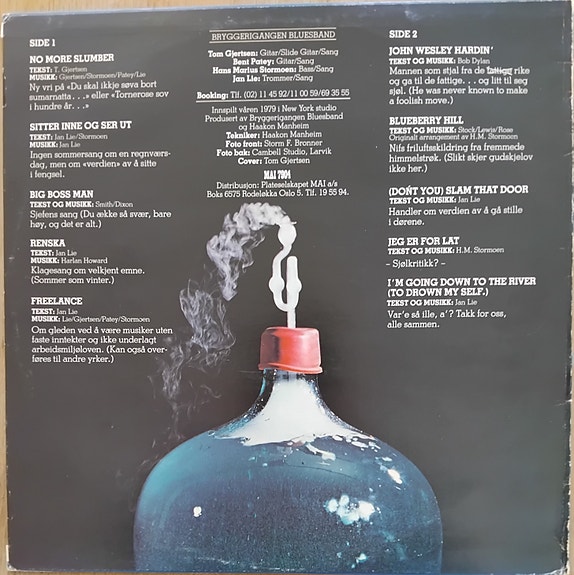 SIDE 1
NO MORE SLUMBER
TEKST: T. Gjertsen
MUSIKK: Gjertsen/Stormoen/Patey/Lie
Ny vri på «Du skal ikkje søva bort
sumarnatta...» eller «Tornerose sov
i hundre år...»
SITTER INNE OG SER UT
TEKST: Jan Lie/Stormoen
MUSIKK: Jan Lie
Ingen sommersang om en regnværs-
dag, men om «verdien» av å sitte
i fengsel.
BIG BOSS MAN
TEKST OG MUSIKK: Smith/Dixon
Sjefens sang (Du ække så svær, bare
høy, og det er alt.)
RENSKA
TEKST: Jan Lie
MUSIKK: Harlan Howard
Klagesang om velkjent emne.
(Sommer som vinter.)
FREELANCE
TEKST: Jan Lie
MUSIKK: Lie/Gjertsen/Patey/Stormoen
Om gleden ved å være musiker uten
faste inntekter og ikke underlagt
arbeidsmiljøloven. (Kan også over-
føres til andre yrker.)
BRYGGERIGANGEN BLUESBAND
Tom Gjertsen: Gitar/Slide Gitar/Sang
Bent Patey: Gitar/Sang
Hans Marius Stormoen: Bass/Sang
Jan Lie: Trommer/Sang
Booking: Tlf. (02) 11 45 92/11 00 59/69 35 55
Innspilt våren 1979 i New York studio
Produsert av Bryggerigangen Bluesband
og Haakon Manheim
Tekniker: Haakon Manheim
Foto front: Storm F. Bronner
Foto bak: Cambell Studio, Larvik
Cover: Tom Gjertsen
MAI 7904
Distribusjon: Plateselskapet MAI a/s
Boks 6575 Rodeløkka Oslo 5. Tlf. 19 55 94.
SIDE 2
JOHN WESLEY HARDIN'
TEKST OG MUSIKK: Bob Dylan
Mannen som stjal fra de fattige rike
og ga til de fattige... og litt til seg
sjøl. (He was never known to make
a foolish move.)
BLUEBERRY HILL
TEKST OG MUSIKK: Stock/Lewis/Rose
Originalt arrangement av H.M. Stormoen
Nifs friluftsskildring fra fremmede
himmelstrøk. (Slikt skjer gudskjelov
ikke her.)
(DON'T YOU) SLAM THAT DOOR
TEKST OG MUSIKK: Jan Lie
Handler om verdien av å gå stille
i dørene.
JEG ER FOR LAT
TEKST OG MUSIKK: H.M. Stormoen
– Sjølkritikk? –
I'M GOING DOWN TO THE RIVER
(TO DROWN MY SELF.)
TEKST OG MUSIKK: Jan Lie
Var'e så ille, a'? Takk for oss,
alle sammen.